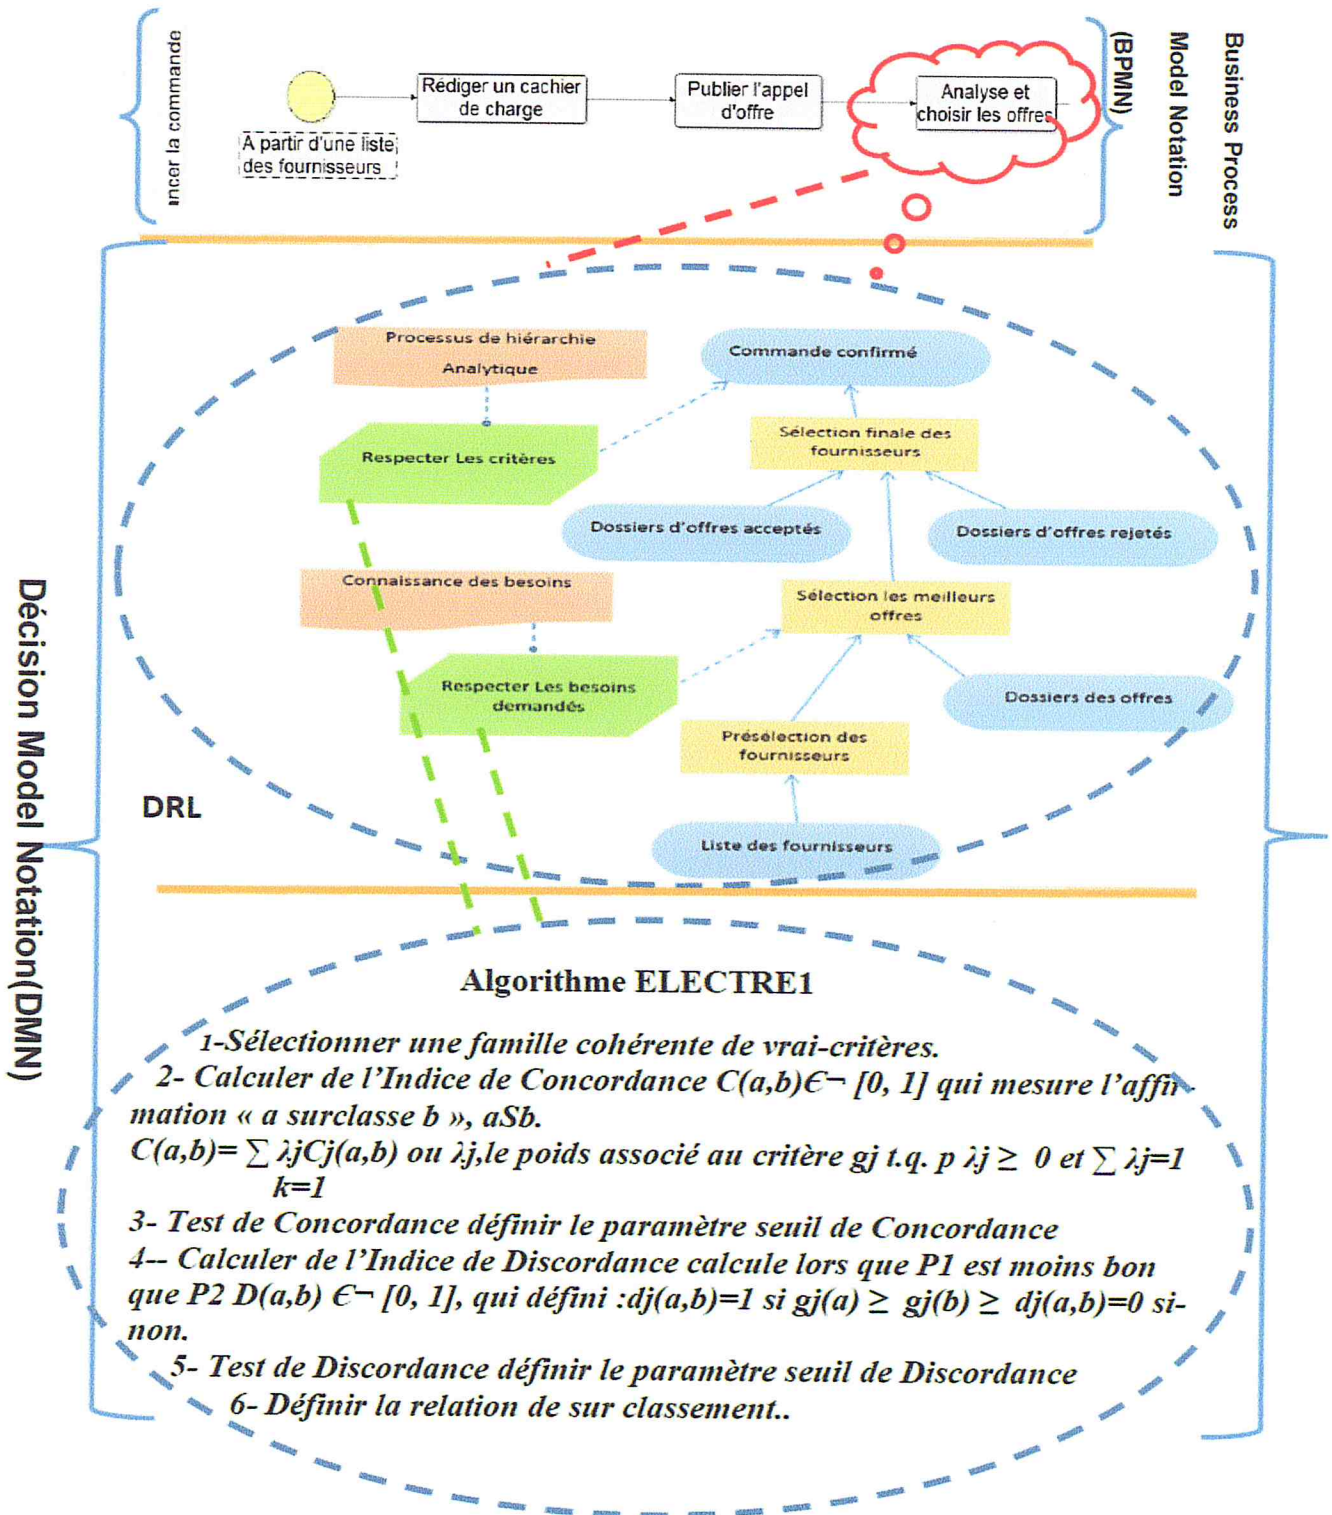 Business Process
Model Notation
(BPMN)
ncer la commande
Rédiger un cachier
de charge
Publier l'appel
d'offre
Analyse et
choisir les offres
A partir d'une liste
des fournisseurs
Décision Model Notation(DMN)
Processus de hiérarchie
Analytique
Commande confirmé
Respecter Les critères
Sélection finale des
fournisseurs
Dossiers d'offres acceptés
Dossiers d'offres rejetés
Connaissance des besoins
Sélection les meilleurs
offres
Respecter Les besoins
demandés
Dossiers des offres
Présélection des
fournisseurs
DRL
Liste des fournisseurs
Algorithme ELECTRE1
1-Sélectionner une famille cohérente de vrai-critères.
2- Calculer de l'Indice de Concordance C(a,b)Є¬ [0, 1] qui mesure l'affir-
mation « a surclasse b », aSb.
C(a,b)= ∑ λjCj(a,b) ou λj,le poids associé au critère gj t.q. p λj ≥ 0 et ∑ λj=1
k=1
3- Test de Concordance définir le paramètre seuil de Concordance
4-- Calculer de l'Indice de Discordance calcule lors que P1 est moins bon
que P2 D(a,b) Є¬ [0, 1], qui défini :dj(a,b)=1 si gj(a) ≥ gj(b) ≥ dj(a,b)=0 si-
non.
5- Test de Discordance définir le paramètre seuil de Discordance
6- Définir la relation de sur classement..